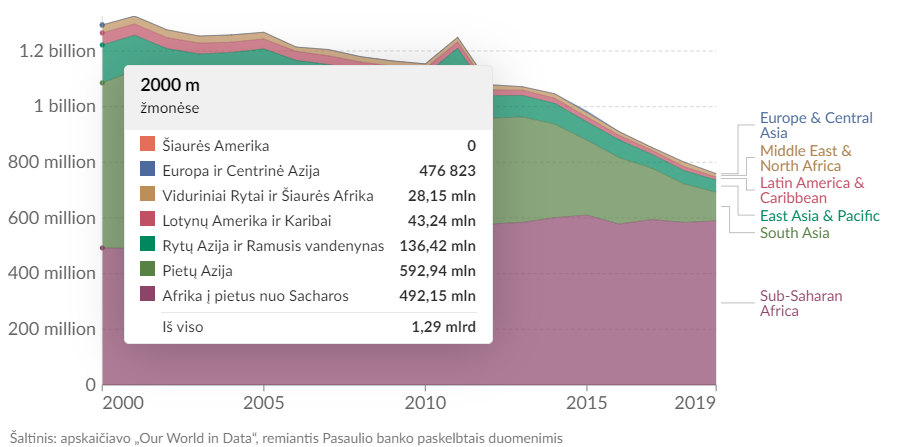 1.2 billion
1 billion
800 million
600 million
400 million
200 million
0
2000
2005
2010
2015
2019
2000 m
žmonėse
Šiaurės Amerika 0
Europa ir Centrinė Azija 476 823
Viduriniai Rytai ir Šiaurės Afrika 28,15 mln
Lotynų Amerika ir Karibai 43,24 mln
Rytų Azija ir Ramusis vandenynas 136,42 mln
Pietų Azija 592,94 mln
Afrika į pietus nuo Sacharos 492,15 mln
Iš viso 1,29 mlrd
Europe & Central
Asia
Middle East &
North Africa
Latin America &
Caribbean
East Asia & Pacific
South Asia
Sub-Saharan
Africa
Šaltinis: apskaičiavo „Our World in Data“, remiantis Pasaulio banko paskelbtais duomenimis